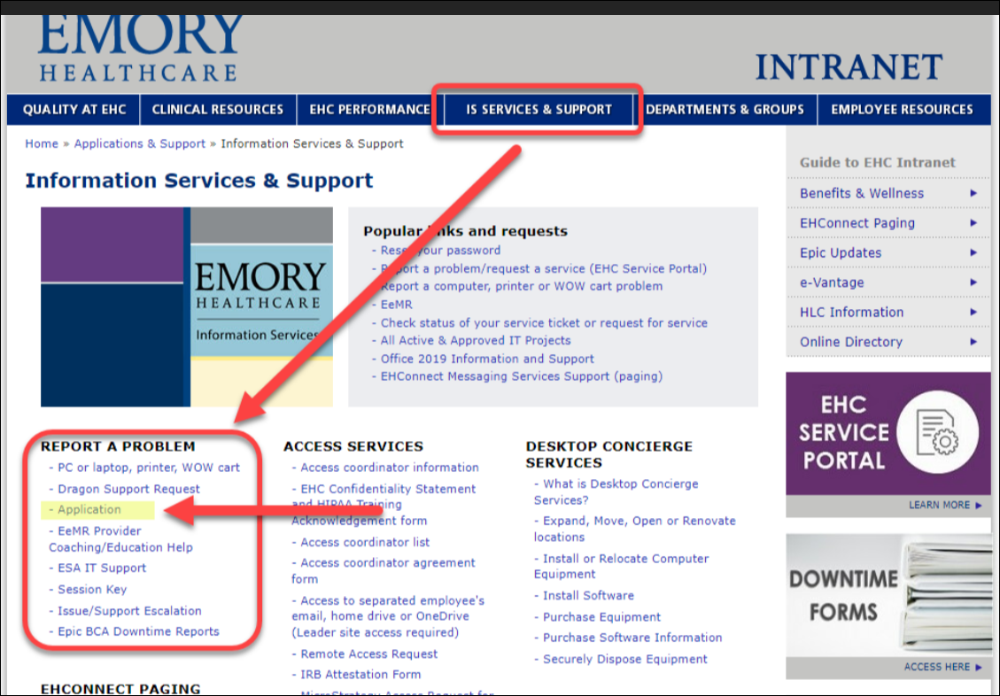 EMORY
HEALTHCARE
INTRANET
QUALITY AT EHC
CLINICAL RESOURCES
EHC PERFORMANCE
IS SERVICES & SUPPORT
DEPARTMENTS & GROUPS
EMPLOYEE RESOURCES
Home » Applications & Support » Information Services & Support
Information Services & Support
EMORY
HEALTHCARE
Information Services
Popular links and requests
- Reset your password
- Report a problem/request a service (EHC Service Portal)
- Report a computer, printer or WOW cart problem
- EeMR
- Check status of your service ticket or request for service
- All Active & Approved IT Projects
- Office 2019 Information and Support
- EHConnect Messaging Services Support (paging)
REPORT A PROBLEM
- PC or laptop, printer, WOW cart
- Dragon Support Request
- Application
- EeMR Provider
Coaching/Education Help
- ESA IT Support
- Session Key
- Issue/Support Escalation
- Epic BCA Downtime Reports
EHCONNECT PAGING
ACCESS SERVICES
- Access coordinator information
- EHC Confidentiality Statement
and HIPAA Training
Acknowledgement form
- Access coordinator list
- Access coordinator agreement
form
- Access to separated employee's
email, home drive or OneDrive
(Leader site access required)
- Remote Access Request
- IRB Attestation Form
- MicroStrategy Access Request for
DESKTOP CONCIERGE
SERVICES
- What is Desktop Concierge
Services?
- Expand, Move, Open or Renovate
locations
- Install or Relocate Computer
Equipment
- Install Software
- Purchase Equipment
- Purchase Software Information
- Securely Dispose Equipment
Guide to EHC Intranet
Benefits & Wellness
EHConnect Paging
Epic Updates
e-Vantage
HLC Information
Online Directory
EHC
SERVICE
PORTAL
LEARN MORE
DOWNTIME
FORMS
ACCESS HERE